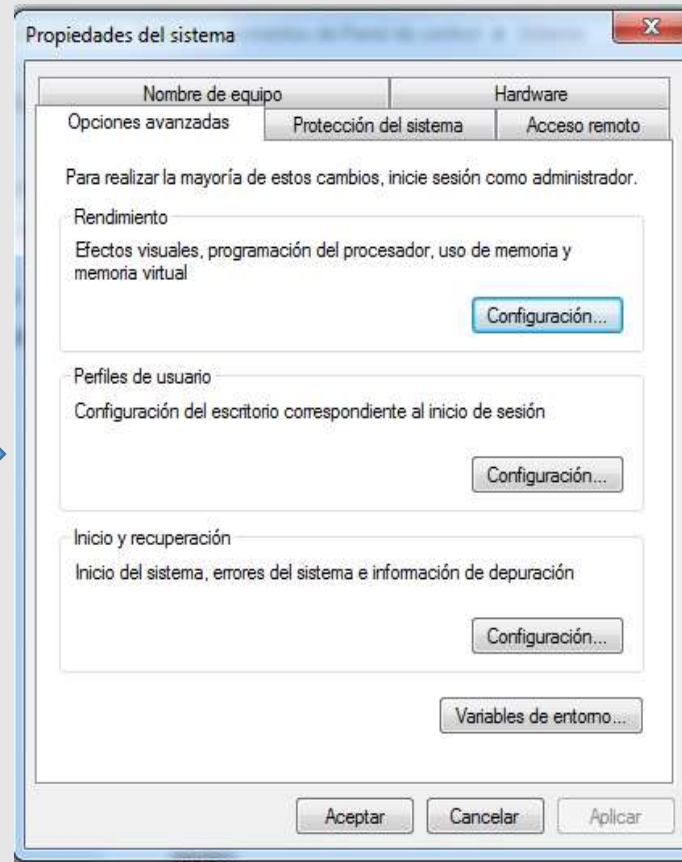 Propiedades del sistema
Nombre de equipo
Hardware
Opciones avanzadas
Protección del sistema
Acceso remoto
Para realizar la mayoría de estos cambios, inicie sesión como administrador.
Rendimiento
Efectos visuales, programación del procesador, uso de memoria y
memoria virtual
Configuración...
Perfiles de usuario
Configuración del escritorio correspondiente al inicio de sesión
Configuración...
Inicio y recuperación
Inicio del sistema, errores del sistema e información de depuración
Configuración...
Variables de entorno...
Aceptar
Cancelar
Aplicar